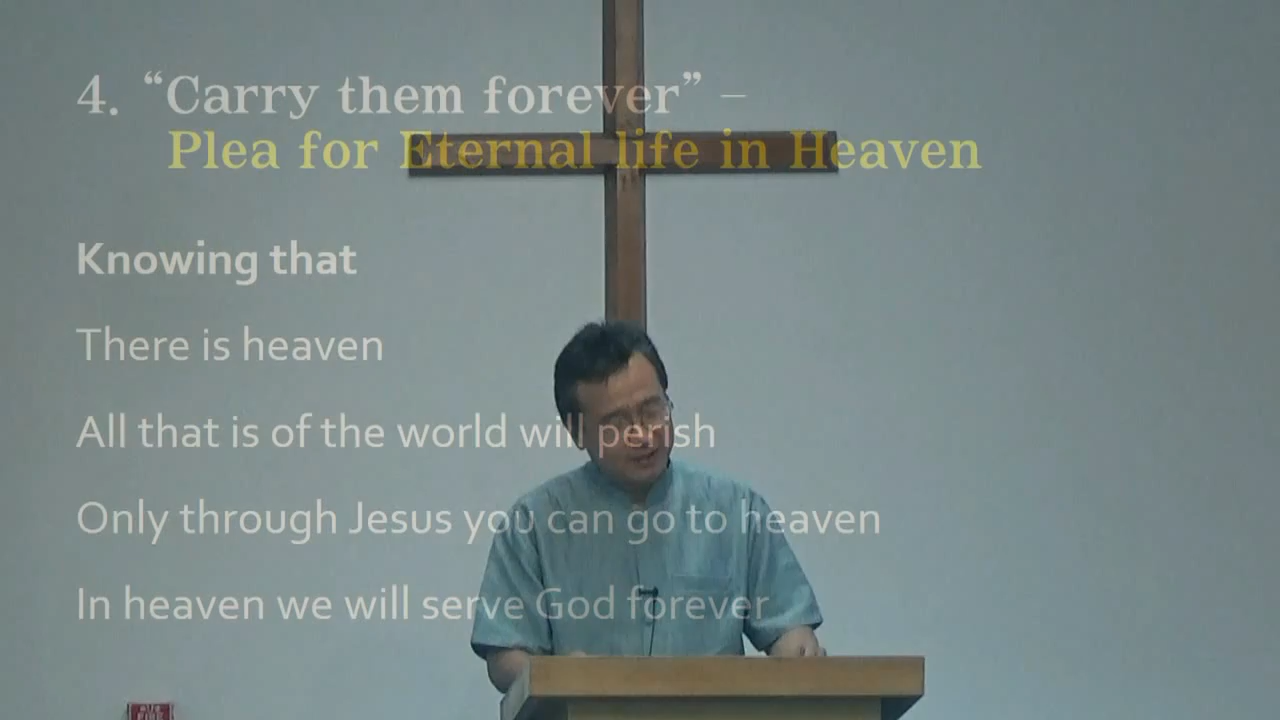 4. “Carry them forever” –
Plea for Eternal life in Heaven
Knowing that
There is heaven
All that is of the world will perish
Only through Jesus you can go to heaven
In heaven we will serve God forever